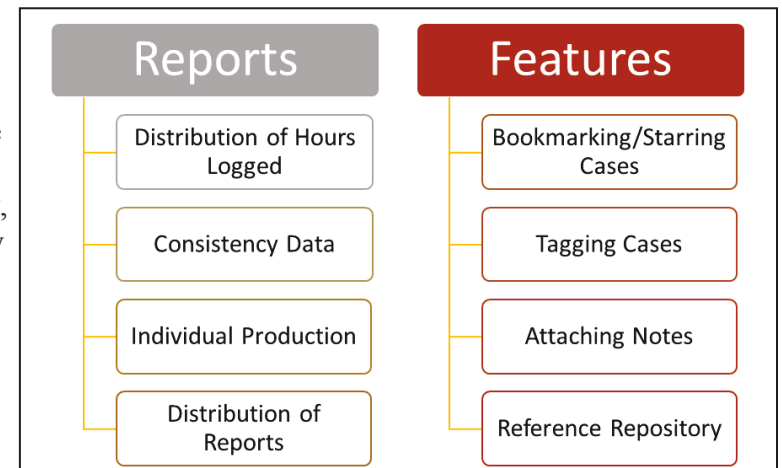 Reports
Distribution of Hours
Logged
Consistency Data
Individual Production
Distribution of
Reports
Features
Bookmarking/Starring
Cases
Tagging Cases
Attaching Notes
Reference Repository